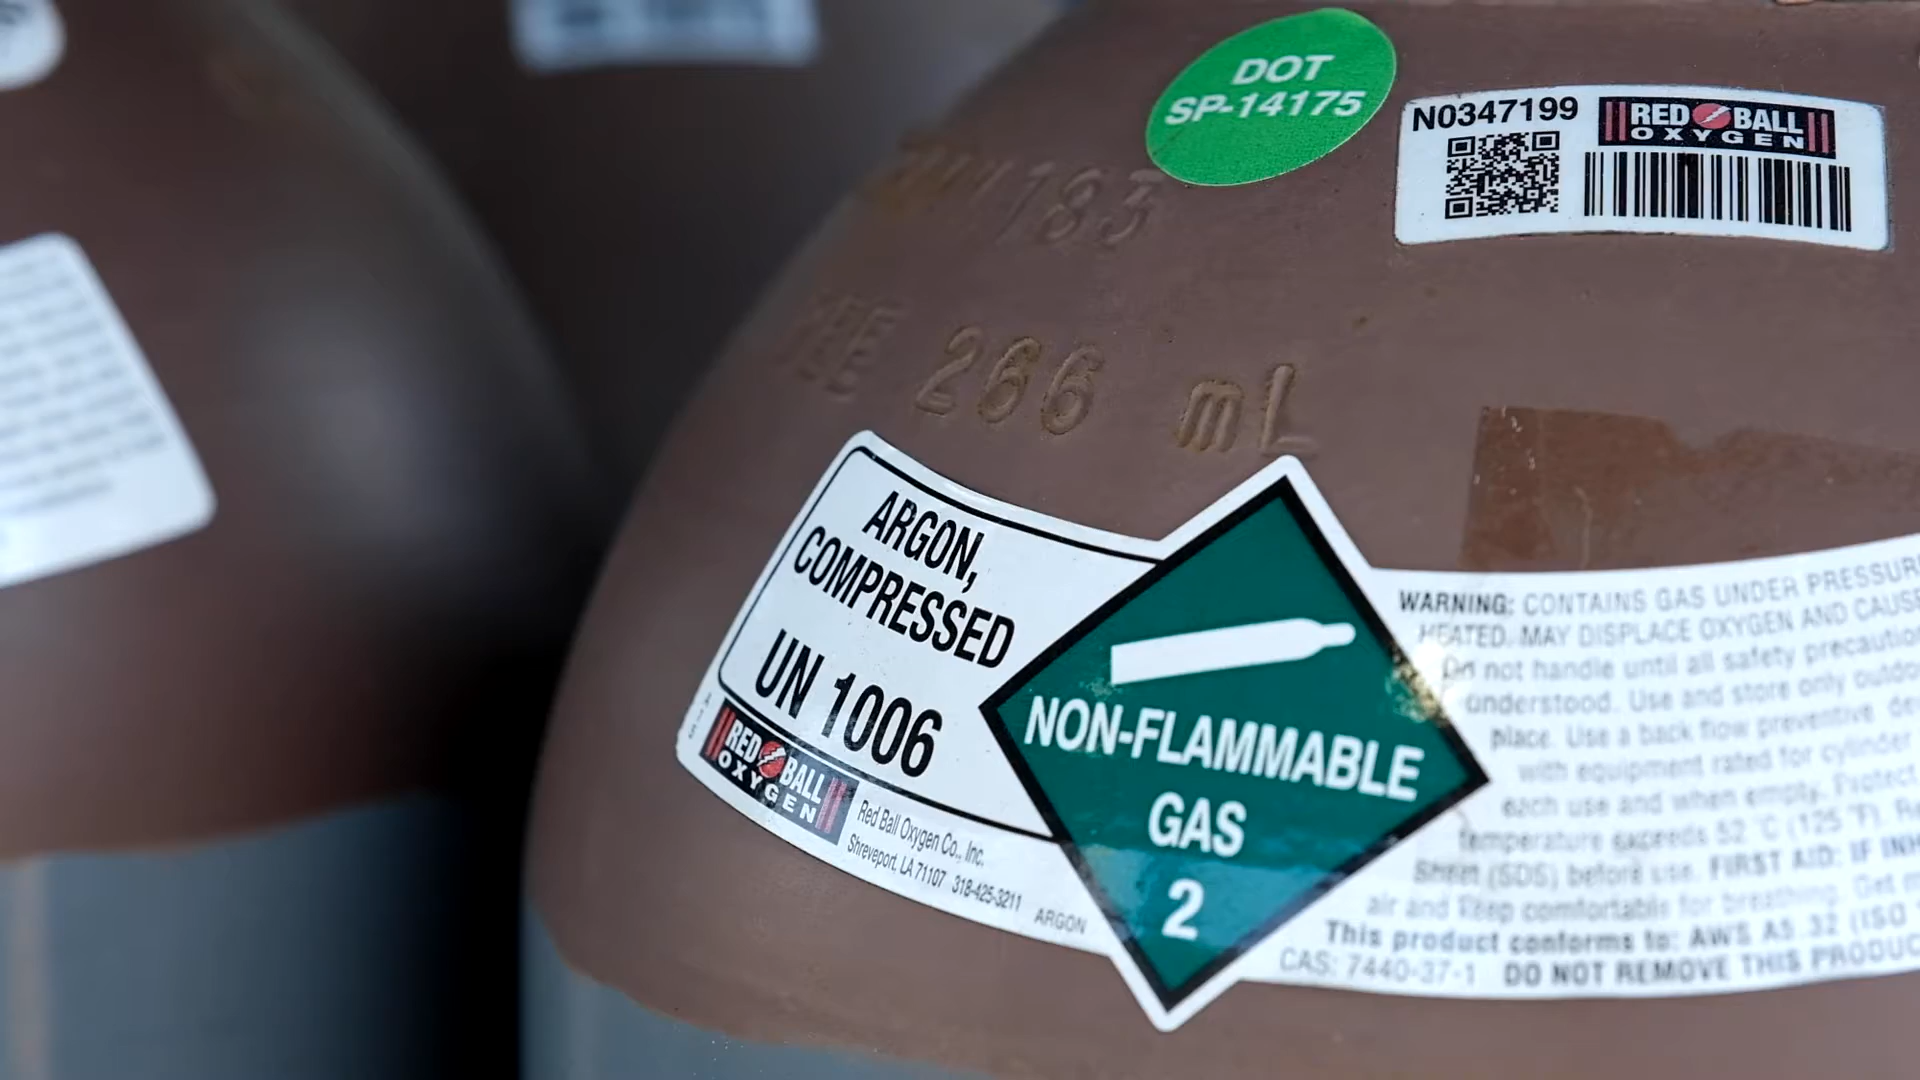 DOT
SP-14175
N0347199
RED BALL
OXYGEN
183
REE 266 mL
ARGON,
COMPRESSED
UN 1006
RED BALL
OXYGEN
Red Ball Oxygen Co., Inc.
Shreveport, LA 71107 318-425-3211
ARGON
NON-FLAMMABLE
GAS
2
WARNING: CONTAINS GAS UNDER PRESSURE
HEATED. MAY DISPLACE OXYGEN AND CAUSE
Do not handle until all safety precautions
understood. Use and store only outdo
place. Use a back flow preventive de
with equipment rated for cylinder
each use and when empty. Protect
temperature exceeds 52 °C (125 °F). Re
Sheet (SDS) before use. FIRST AID: IF INH
air and keep comfortable for breathing. Get m
This product conforms to: AWS A5.32 (ISO
CAS: 7440-37-1 DO NOT REMOVE THIS PRODUC